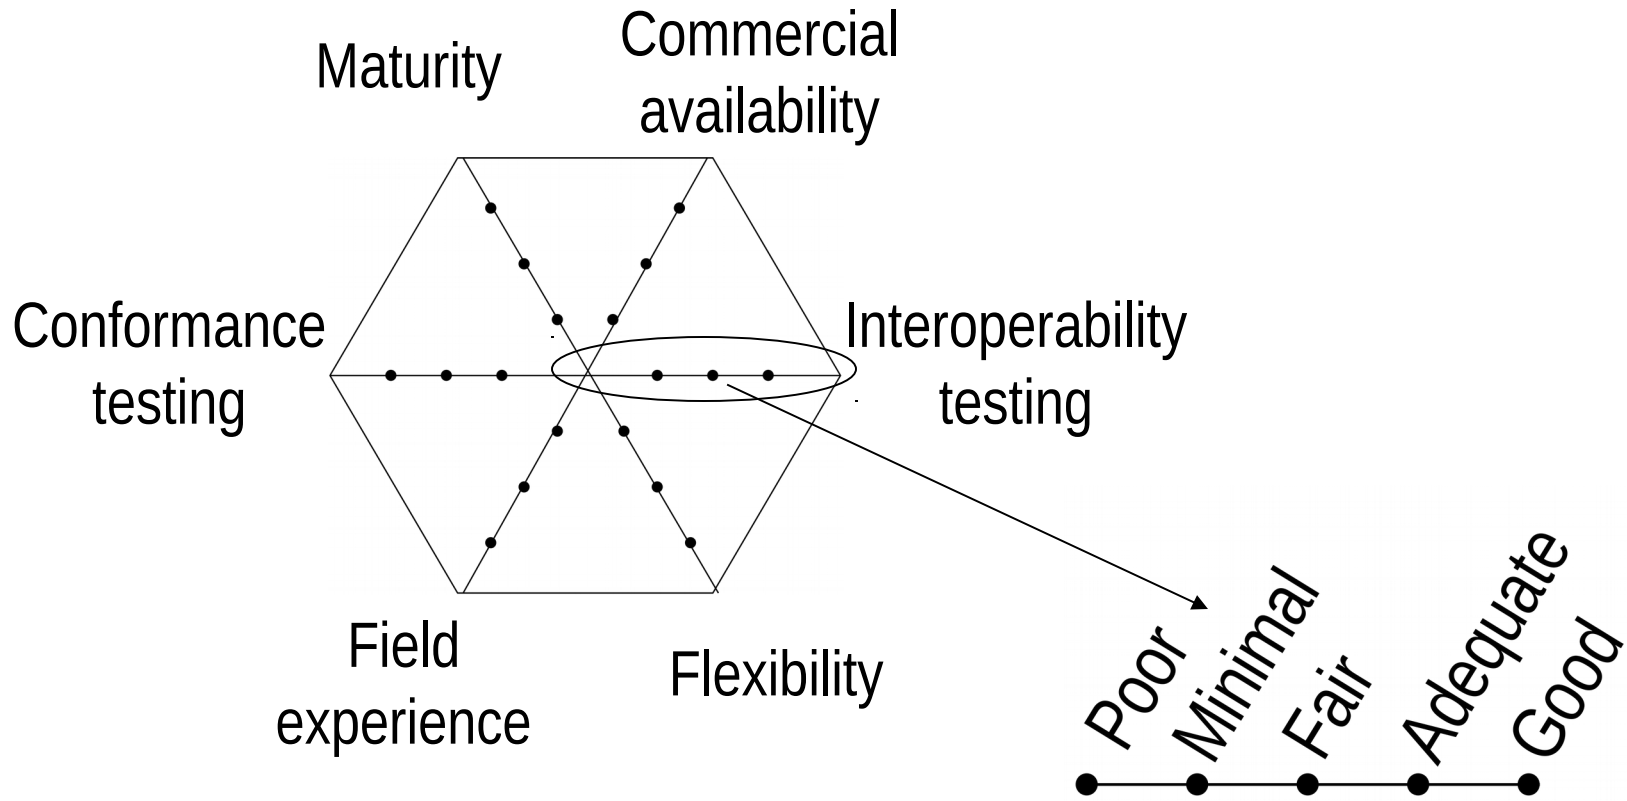 Maturity
Commercial
availability
Conformance
testing
Interoperability
testing
Field
experience
Flexibility
Poor
Minimal
Fair
Adequate
Good